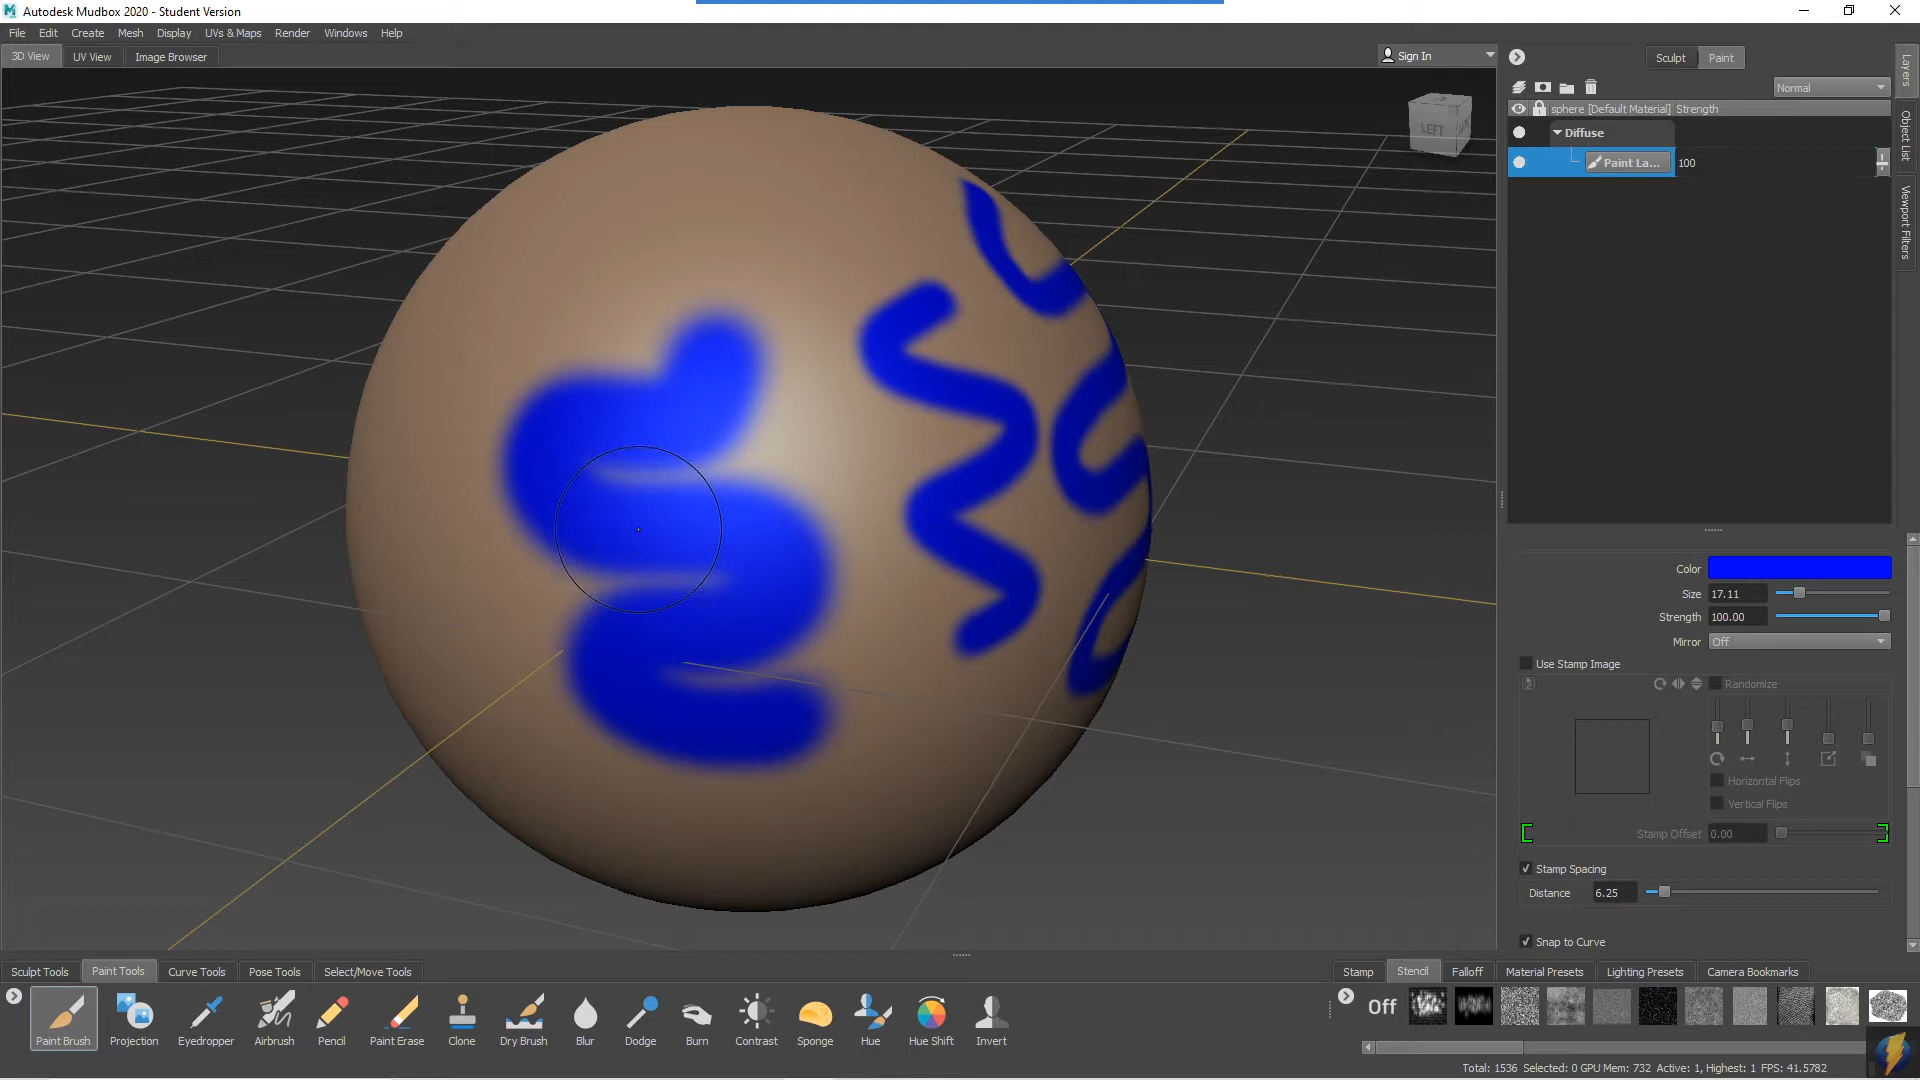 Autodesk Mudbox 2020 - Student Version
File Edit Create Mesh Display UVs & Maps Render Windows Help
3D View UV View Image Browser
Sign In
Sculpt Paint
Normal
sphere [Default Material] Strength
Diffuse
Paint La... 100
Layers
Object List
Viewport Filters
LEFT
Color
Size 17.11
Strength 100.00
Mirror Off
Use Stamp Image
Randomize
Horizontal Flips
Vertical Flips
Stamp Offset 0.00
Stamp Spacing
Distance 6.25
Snap to Curve
Sculpt Tools Paint Tools Curve Tools Pose Tools Select/Move Tools
Stamp Stencil Falloff Material Presets Lighting Presets Camera Bookmarks
Off
Paint Brush Projection Eyedropper Airbrush Pencil Paint Erase Clone Dry Brush Blur Dodge Burn Contrast Sponge Hue Hue Shift Invert
Total: 1536 Selected: 0 GPU Mem: 732 Active: 1, Highest: 1 FPS: 41.5782